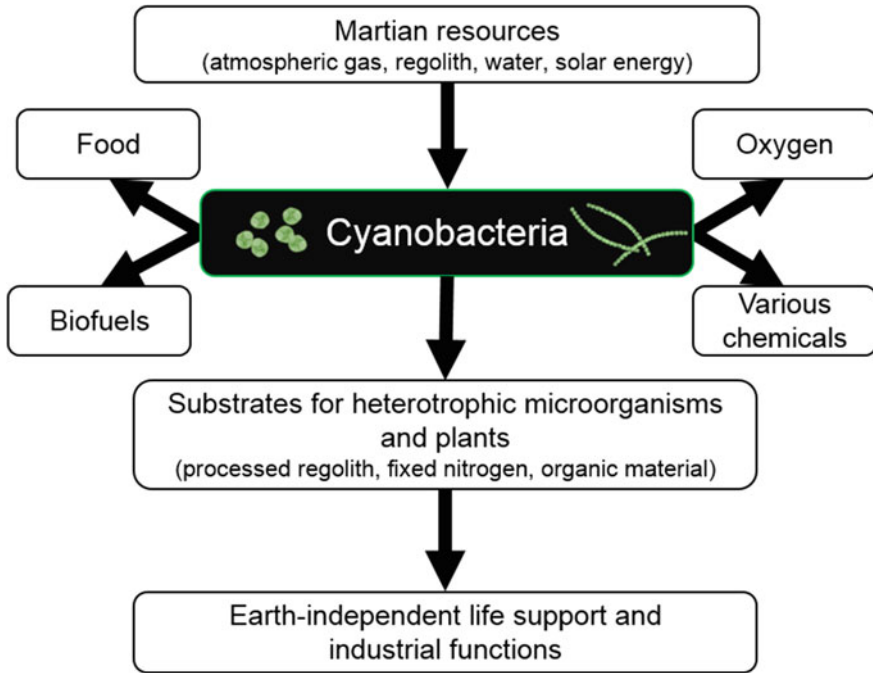 Martian resources
(atmospheric gas, regolith, water, solar energy)
Food
Oxygen
Cyanobacteria
Biofuels
Various
chemicals
Substrates for heterotrophic microorganisms
and plants
(processed regolith, fixed nitrogen, organic material)
Earth-independent life support and
industrial functions